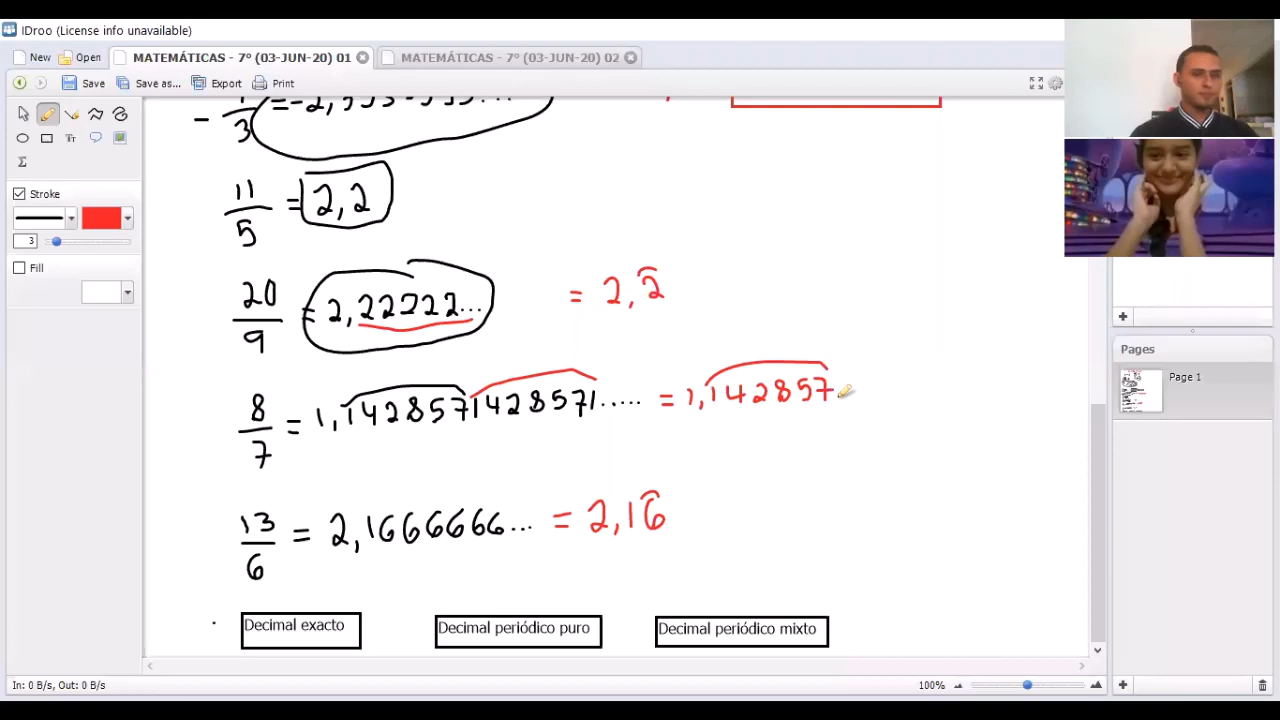 IDroo (License info unavailable)
New Open MATEMÁTICAS - 7º (03-JUN-20) 01 MATEMÁTICAS - 7º (03-JUN-20) 02
Save Save as... Export Print
Stroke
3
Fill
- /3 = -2,
11/5 = 2,2
20/9 = 2,22222... = 2,2̂
8/7 = 1,1428571428571..... = 1,142857
13/6 = 2,1666666... = 2,16̂
Decimal exacto Decimal periódico puro Decimal periódico mixto
Pages
Page 1
In: 0 B/s, Out: 0 B/s 100%